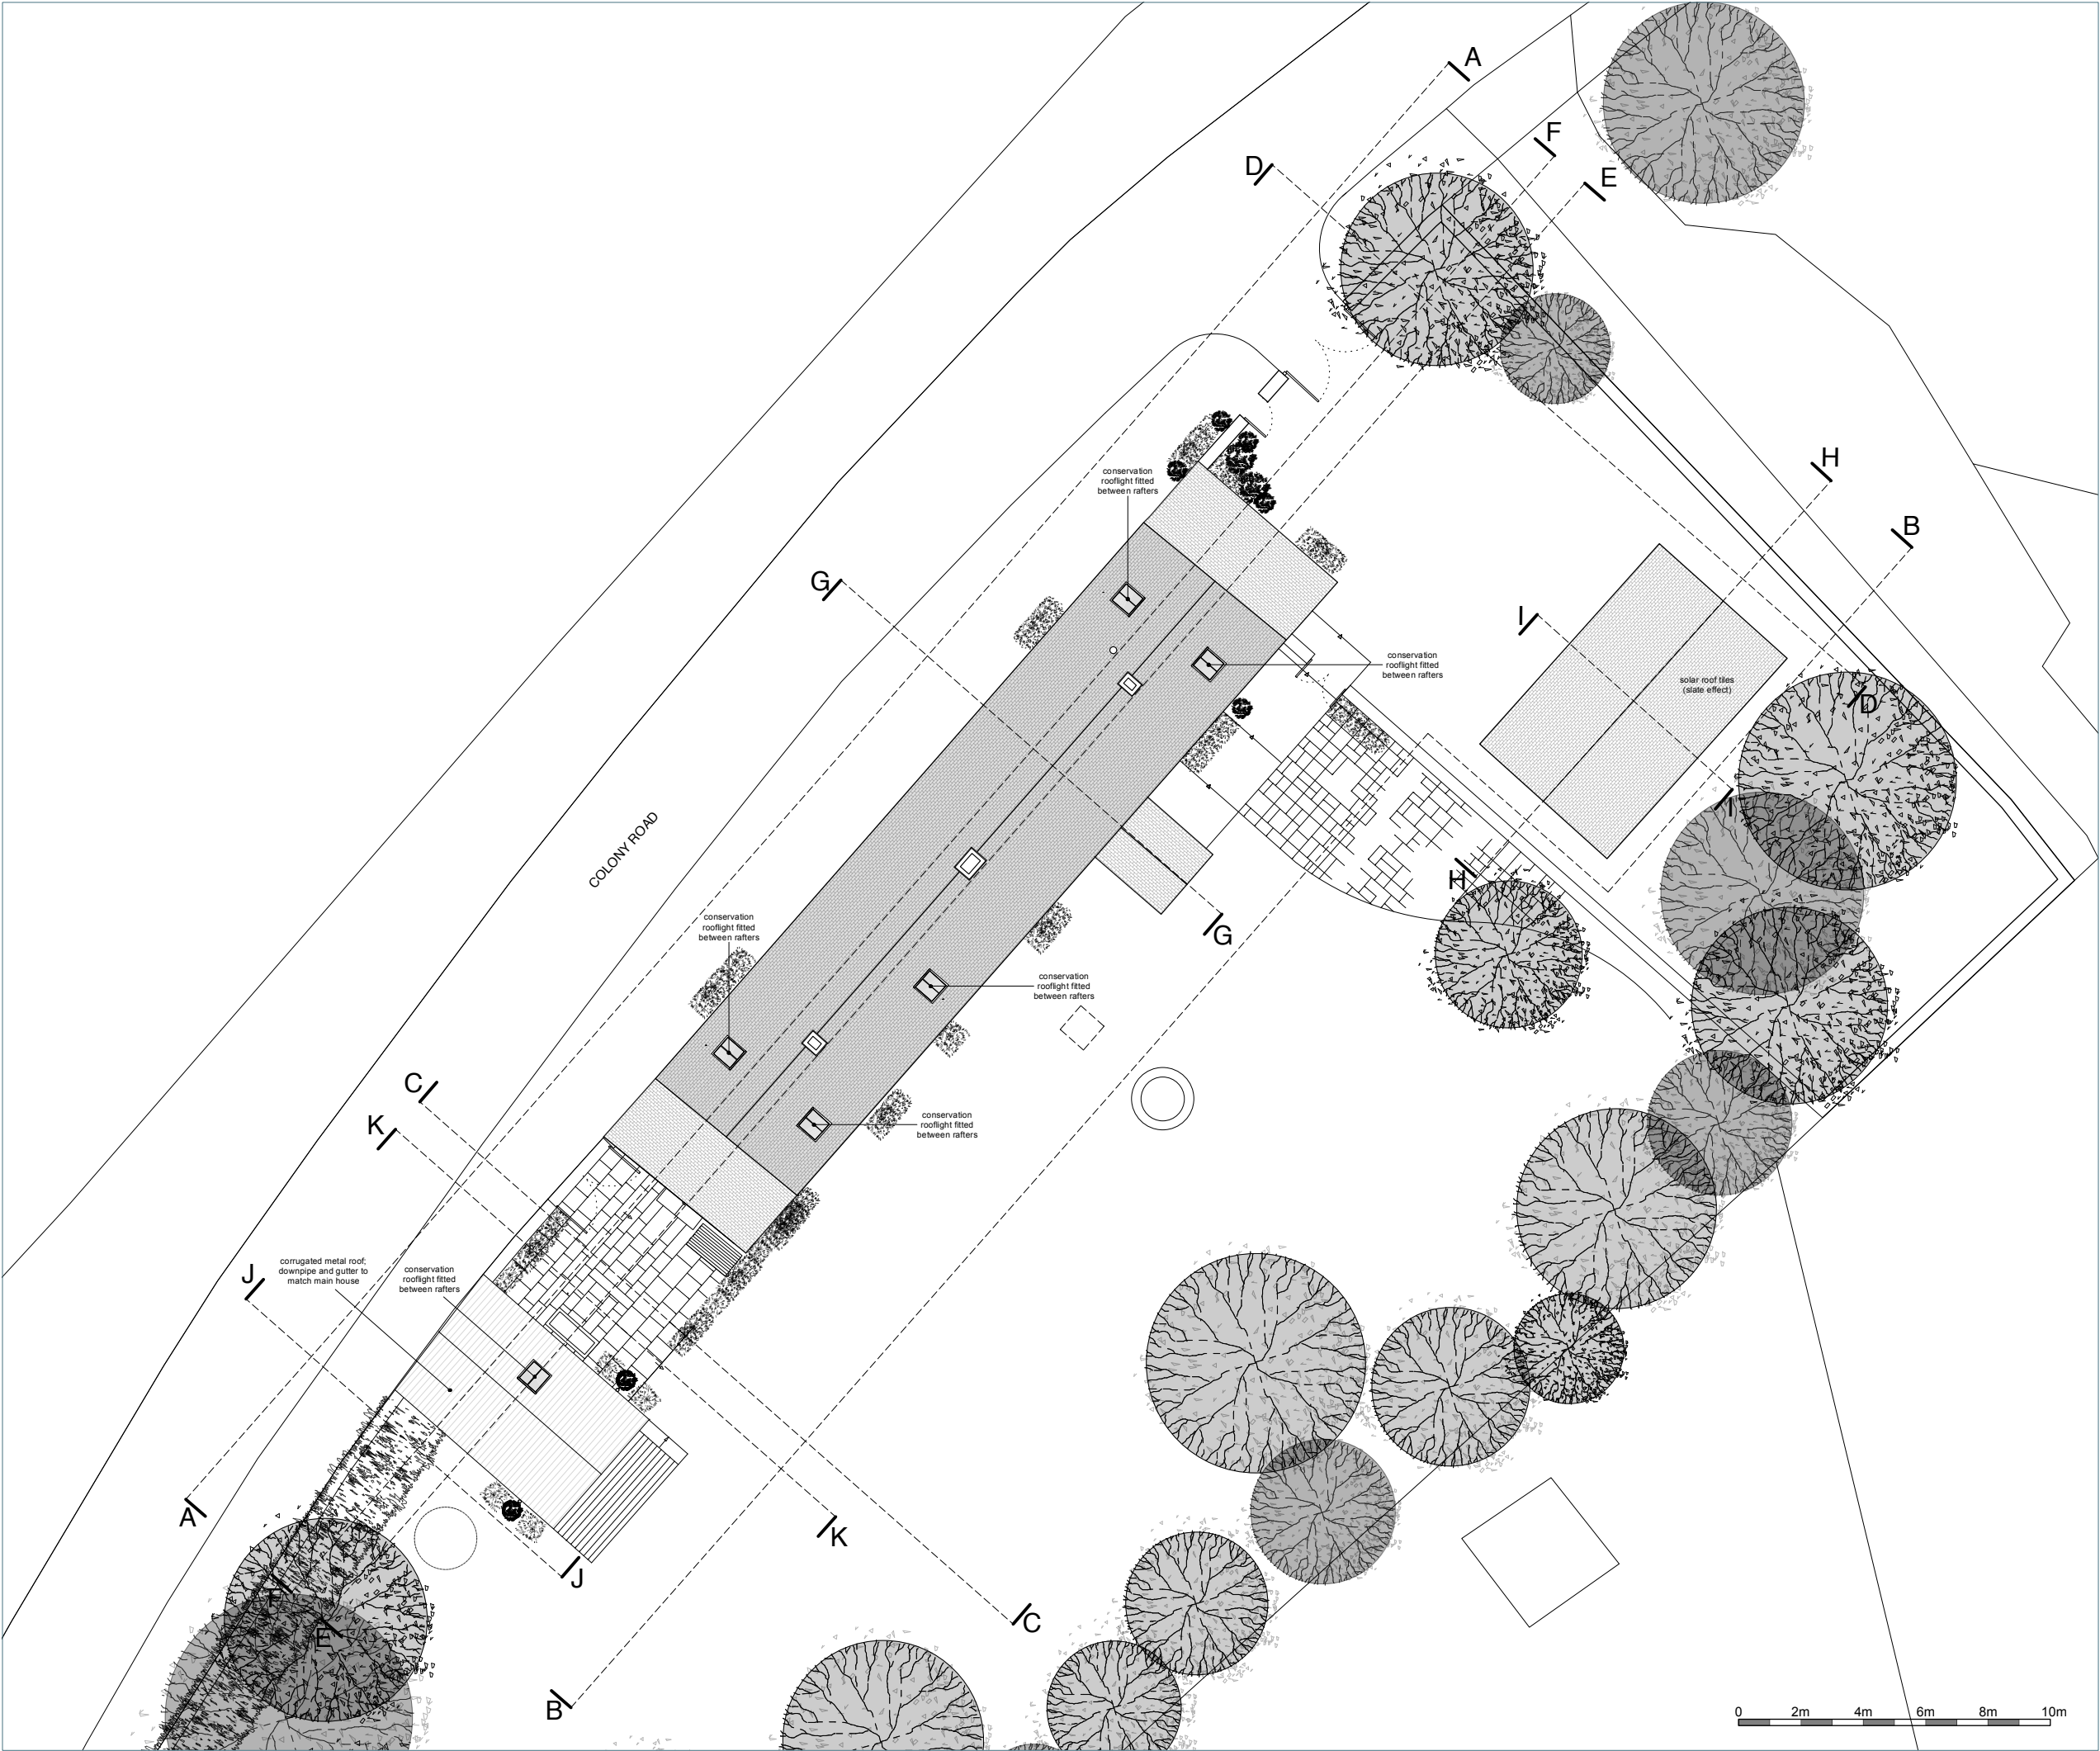 A
F
D
E
H
conservation
rooflight fitted
between rafters
B
G
I
conservation
rooflight fitted
between rafters
solar roof tiles
(slate effect)
D
I
COLONY ROAD
H
conservation
rooflight fitted
between rafters
G
conservation
rooflight fitted
between rafters
C
K
conservation
rooflight fitted
between rafters
J
corrugated metal roof;
downpipe and gutter to
match main house
conservation
rooflight fitted
between rafters
A
K
J
F
C
E
B
0 2m 4m 6m 8m 10m